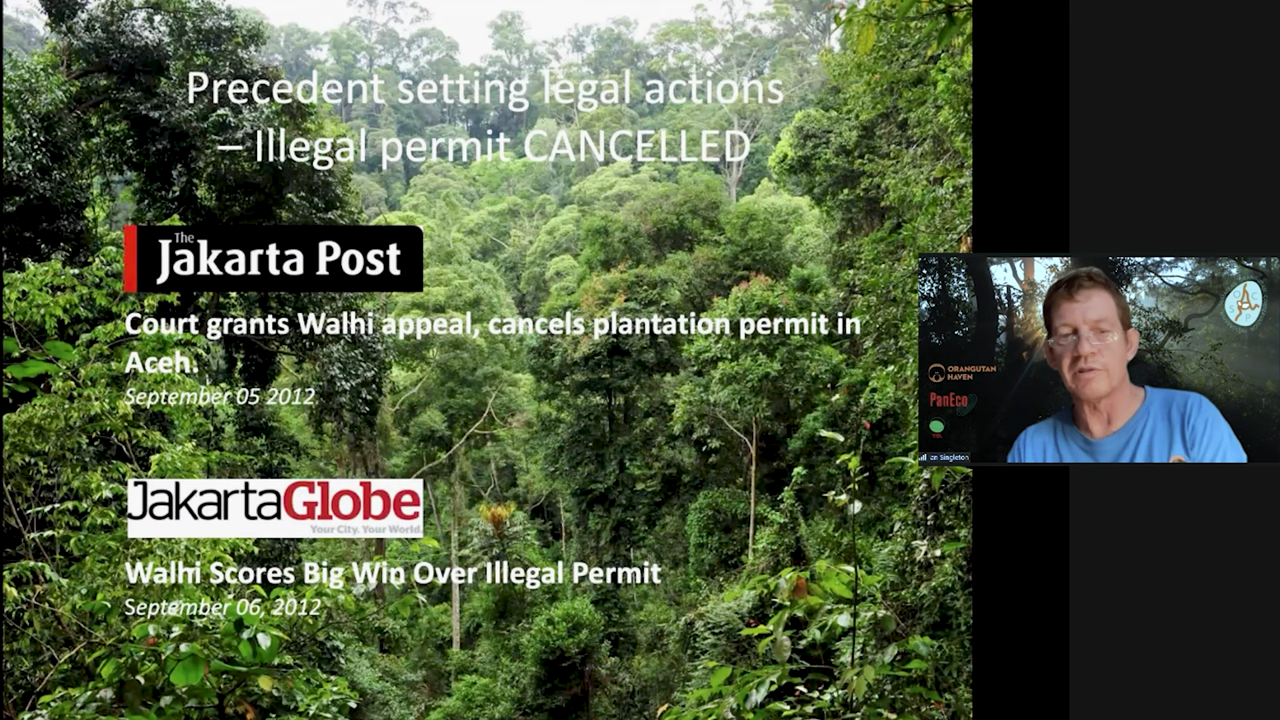 Precedent setting legal actions
– Illegal permit CANCELLED
The
Jakarta Post
Court grants Walhi appeal, cancels plantation permit in
Aceh.
September 05 2012
JakartaGlobe
Your City. Your World.
Walhi Scores Big Win Over Illegal Permit
September 06, 2012
ORANGUTAN
HAVEN
PanEco
Ian Singleton